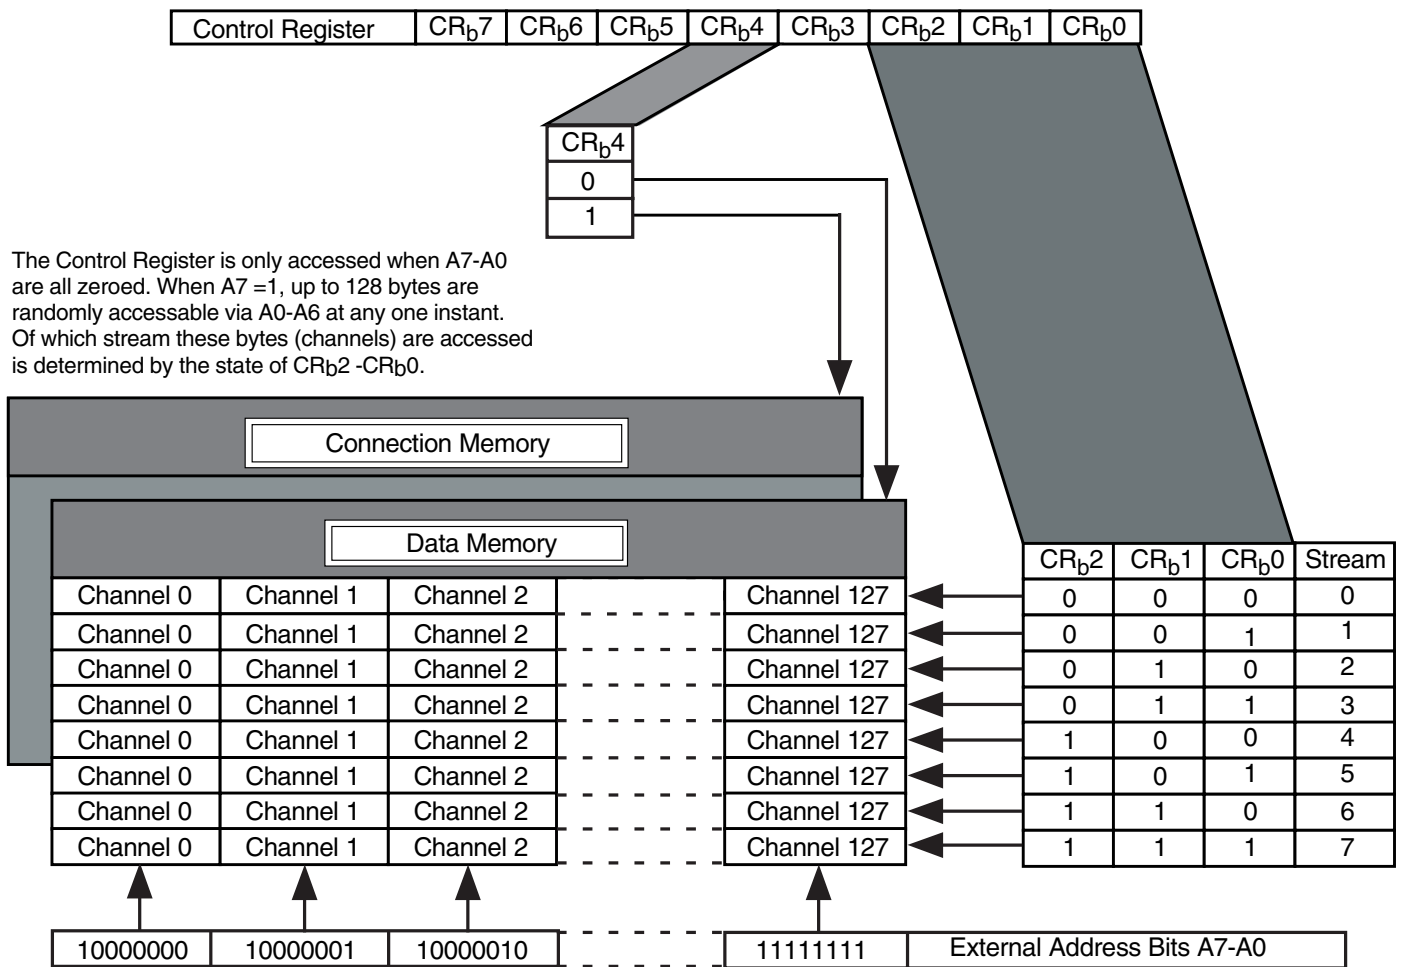 Control Register CRb7 CRb6 CRb5 CRb4 CRb3 CRb2 CRb1 CRb0
CRb4
0
1
The Control Register is only accessed when A7-A0
are all zeroed. When A7 =1, up to 128 bytes are
randomly accessable via A0-A6 at any one instant.
Of which stream these bytes (channels) are accessed
is determined by the state of CRb2 -CRb0.
Connection Memory
Data Memory
CRb2 CRb1 CRb0 Stream
Channel 0 Channel 1 Channel 2 Channel 127 0 0 0 0
Channel 0 Channel 1 Channel 2 Channel 127 0 0 1 1
Channel 0 Channel 1 Channel 2 Channel 127 0 1 0 2
Channel 0 Channel 1 Channel 2 Channel 127 0 1 1 3
Channel 0 Channel 1 Channel 2 Channel 127 1 0 0 4
Channel 0 Channel 1 Channel 2 Channel 127 1 0 1 5
Channel 0 Channel 1 Channel 2 Channel 127 1 1 0 6
Channel 0 Channel 1 Channel 2 Channel 127 1 1 1 7
10000000 10000001 10000010 11111111 External Address Bits A7-A0